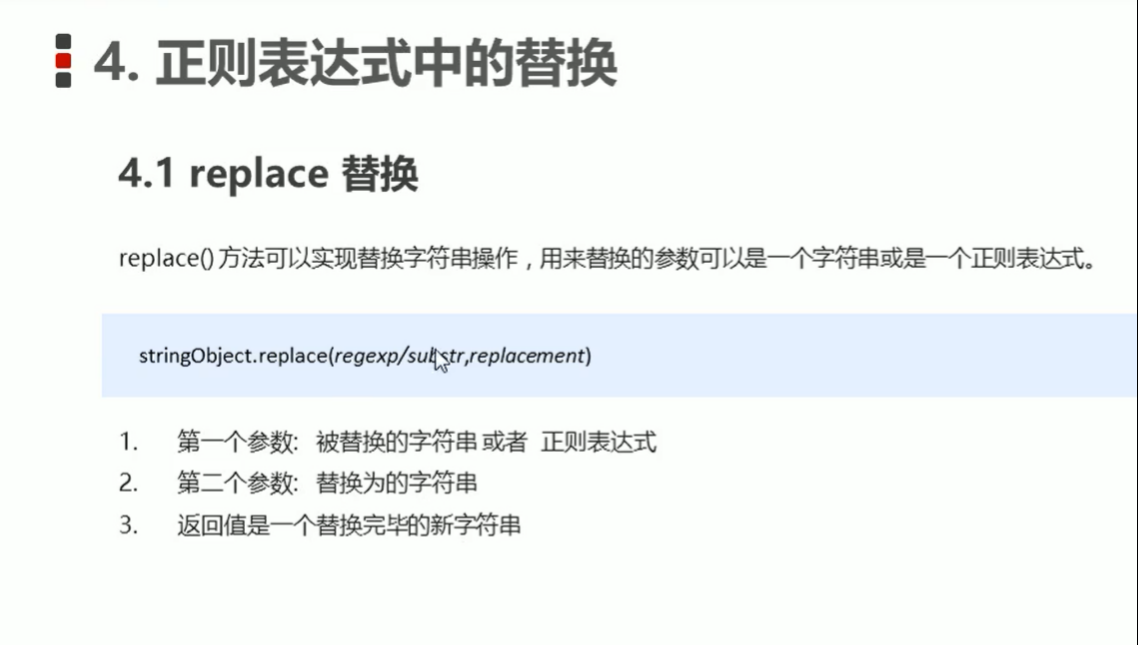 4. 正则表达式中的替换
4.1 replace 替换
replace() 方法可以实现替换字符串操作，用来替换的参数可以是一个字符串或是一个正则表达式。
stringObject.replace(regexp/substr,replacement)
1. 第一个参数: 被替换的字符串 或者 正则表达式
2. 第二个参数: 替换为的字符串
3. 返回值是一个替换完毕的新字符串